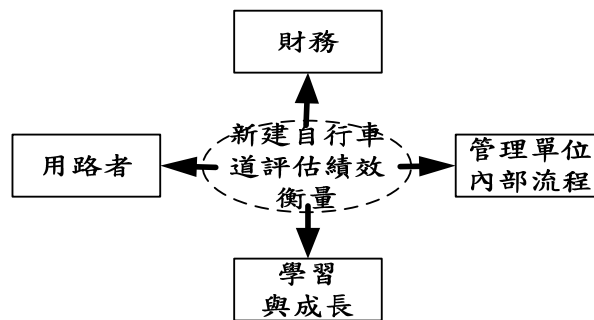 財務
用路者
新建自行車
道評估績效
衡量
管理單位
內部流程
學習
與成長